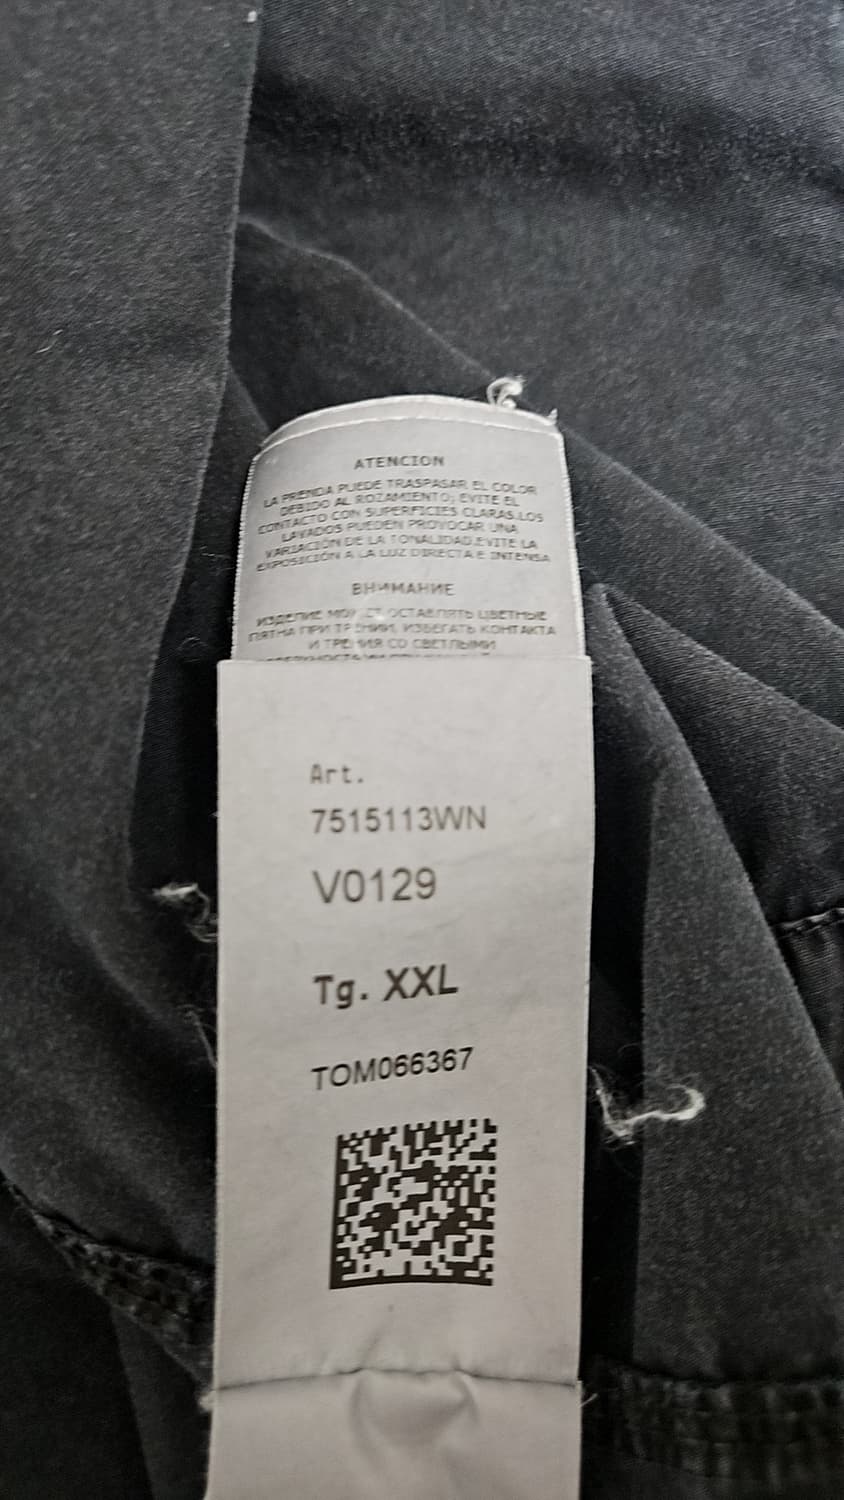 ATENCION
LA PRENDA PUEDE TRASPASAR EL COLOR
DEBIDO AL ROZAMIENTO; EVITE EL
CONTACTO CON SUPERFICIES CLARAS.LOS
LAVADOS PUEDEN PROVOCAR UNA
VARIACIÓN DE LA TONALIDAD.EVITE LA
EXPOSICIÓN A LA LUZ DIRECTA E INTENSA
ВНИМАНИЕ
ИЗДЕЛИЕ МОЖЕТ ОСТАВЛЯТЬ ЦВЕТНЫЕ
ПЯТНА ПРИ ТРЕНИИ. ИЗБЕГАТЬ КОНТАКТА
И ТРЕНИЯ СО СВЕТЛЫМИ
Art.
7515113WN
V0129
Tg. XXL
TOM066367